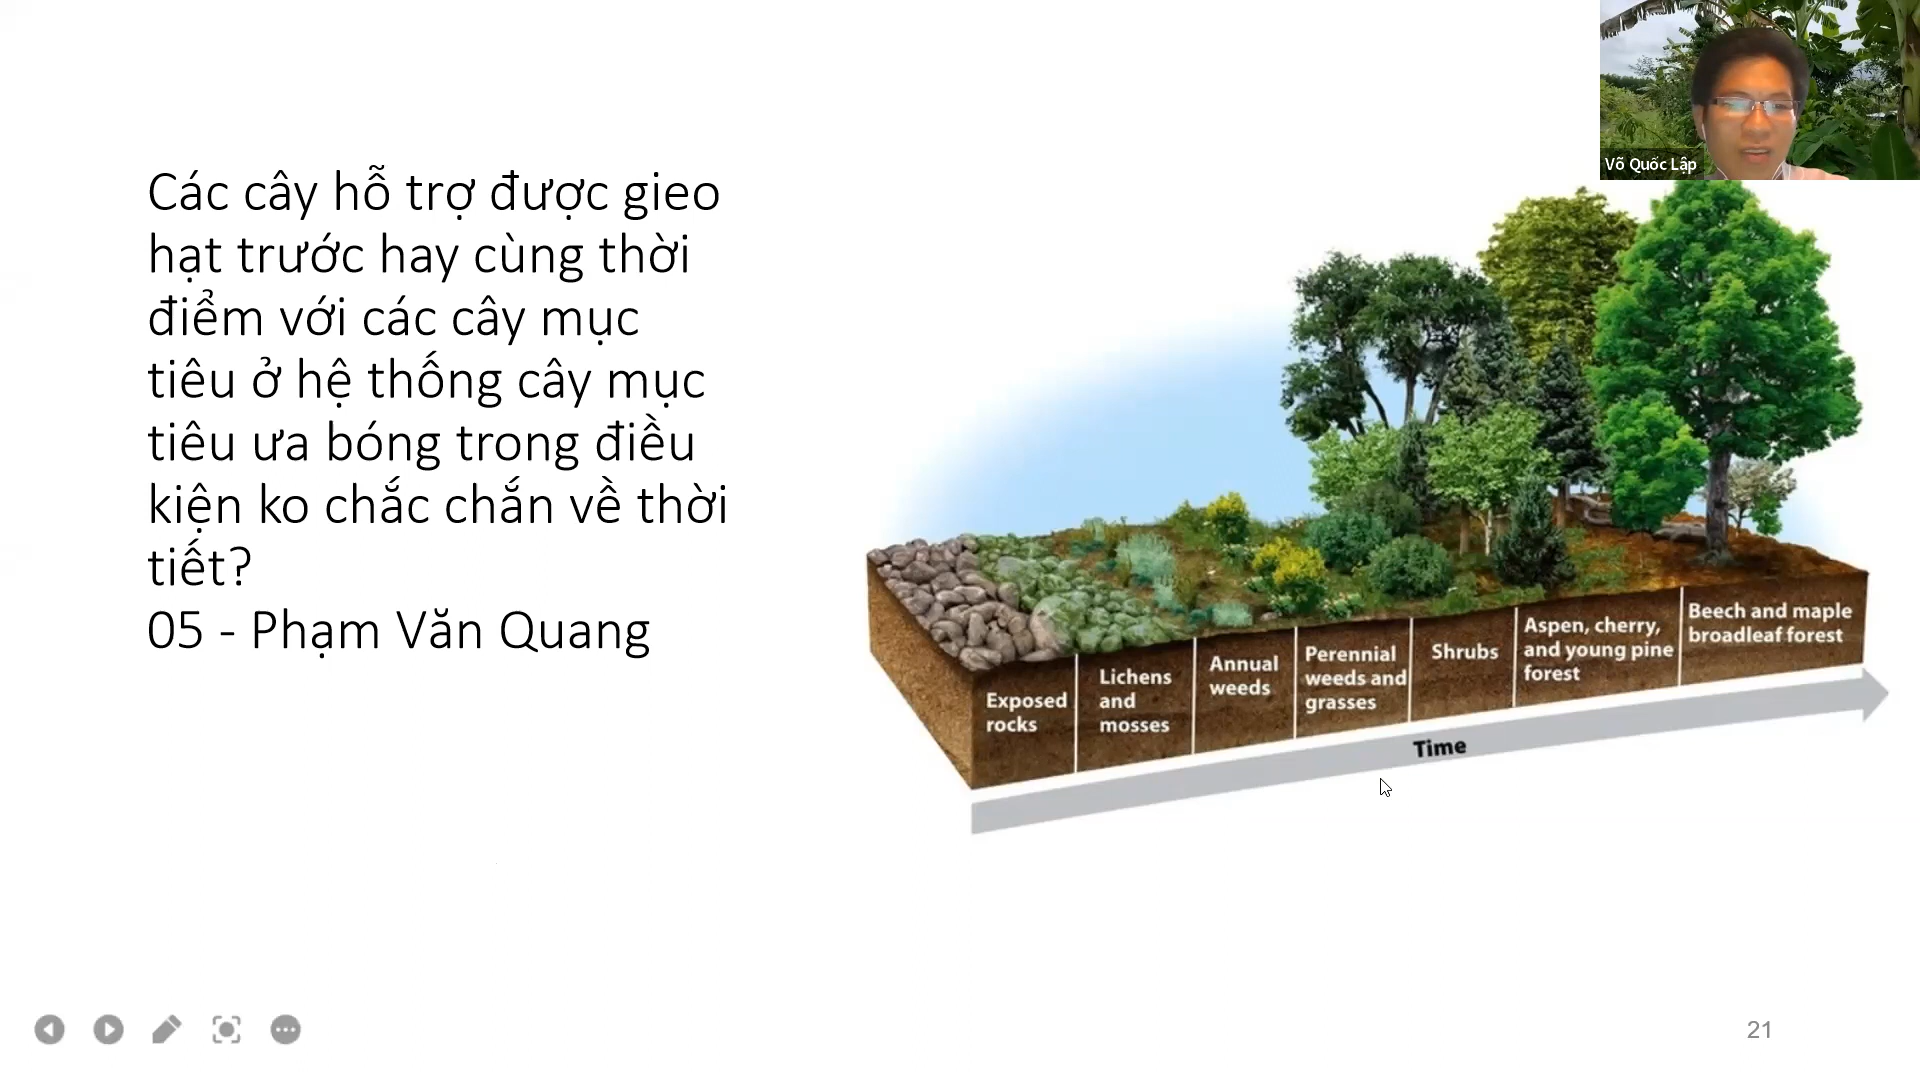 Võ Quốc Lập
Các cây hỗ trợ được gieo
hạt trước hay cùng thời
điểm với các cây mục
tiêu ở hệ thống cây mục
tiêu ưa bóng trong điều
kiện ko chắc chắn về thời
tiết?
05 - Phạm Văn Quang
Exposed
rocks
Lichens
and
mosses
Annual
weeds
Perennial
weeds and
grasses
Shrubs
Aspen, cherry,
and young pine
forest
Beech and maple
broadleaf forest
Time
21